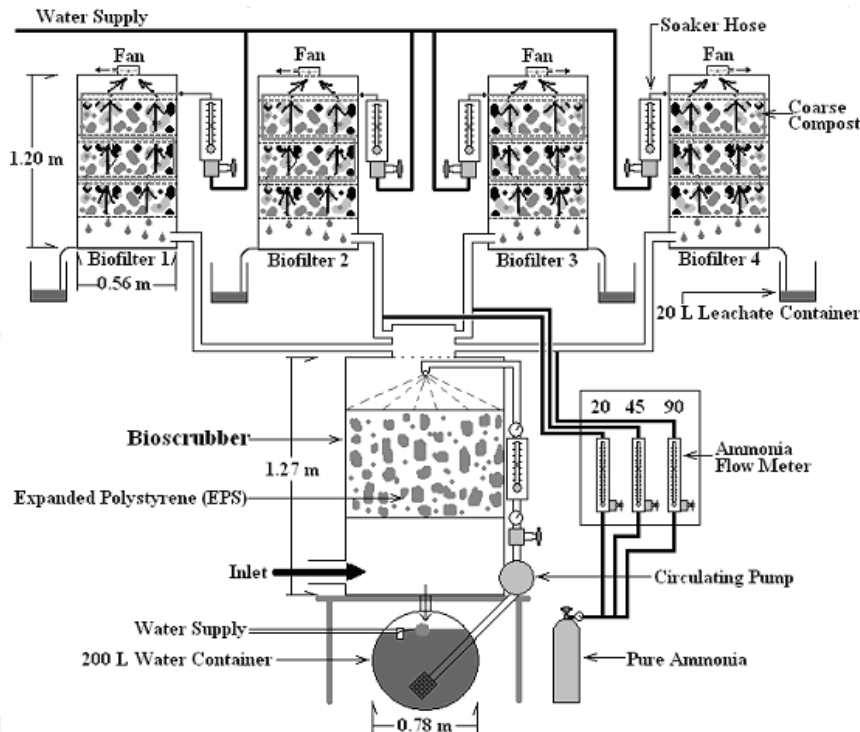 Water Supply
Fan
Fan
Fan
Fan
Soaker Hose
Coarse
Compost
1.20 m
Biofilter 1
Biofilter 2
Biofilter 3
Biofilter 4
0.56 m
20 L Leachate Container
20 45 90
Bioscrubber
1.27 m
Ammonia
Flow Meter
Expanded Polystyrene (EPS)
Inlet
Circulating Pump
Water Supply
200 L Water Container
Pure Ammonia
0.78 m